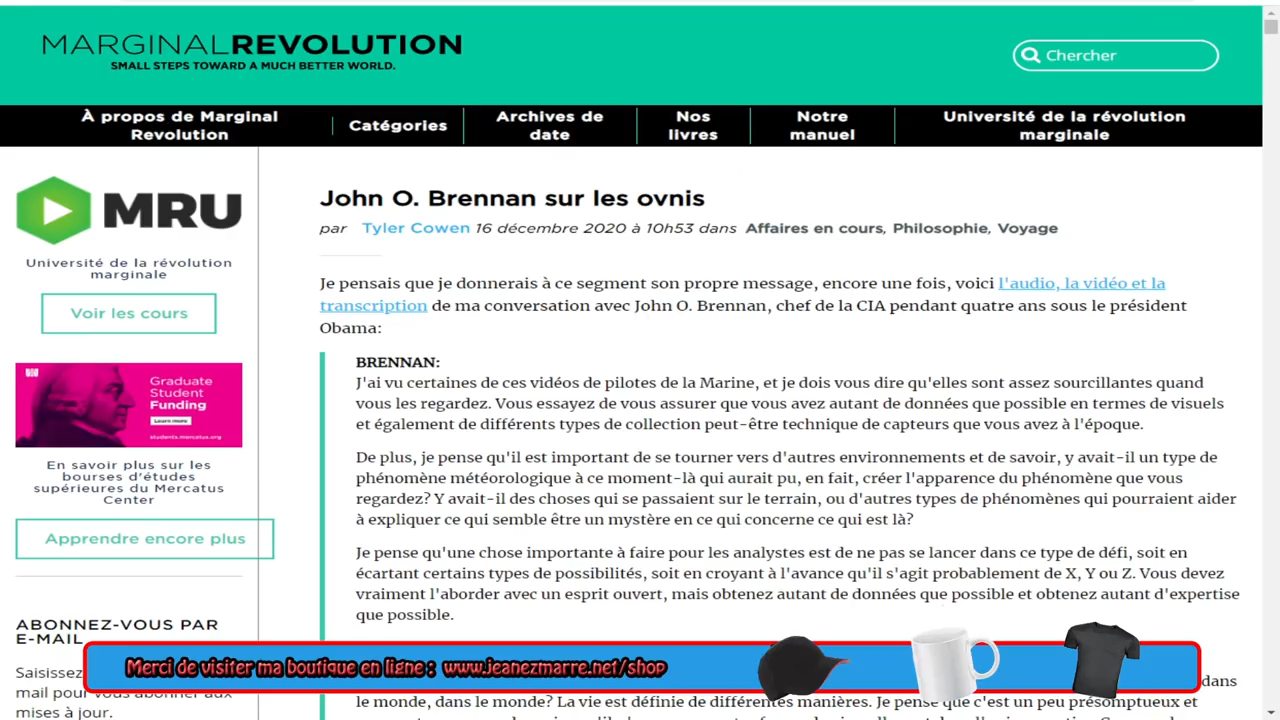 MARGINALREVOLUTION
SMALL STEPS TOWARD A MUCH BETTER WORLD.
Chercher
À propos de Marginal
Revolution
Catégories
Archives de
date
Nos
livres
Notre
manuel
Université de la révolution
marginale
MRU
Université de la révolution
marginale
Voir les cours
Graduate
Student
Funding
Learn more
students.mercatus.org
En savoir plus sur les
bourses d'études
supérieures du Mercatus
Center
Apprendre encore plus
ABONNEZ-VOUS PAR
E-MAIL
Saisissez
mail pour vous abonner aux
mises à jour.
John O. Brennan sur les ovnis
par Tyler Cowen 16 décembre 2020 à 10h53 dans Affaires en cours, Philosophie, Voyage
Je pensais que je donnerais à ce segment son propre message, encore une fois, voici l'audio, la vidéo et la
transcription de ma conversation avec John O. Brennan, chef de la CIA pendant quatre ans sous le président
Obama:
BRENNAN:
J'ai vu certaines de ces vidéos de pilotes de la Marine, et je dois vous dire qu'elles sont assez sourcillantes quand
vous les regardez. Vous essayez de vous assurer que vous avez autant de données que possible en termes de visuels
et également de différents types de collection peut-être technique de capteurs que vous avez à l'époque.
De plus, je pense qu'il est important de se tourner vers d'autres environnements et de savoir, y avait-il un type de
phénomène météorologique à ce moment-là qui aurait pu, en fait, créer l'apparence du phénomène que vous
regardez? Y avait-il des choses qui se passaient sur le terrain, ou d'autres types de phénomènes qui pourraient aider
à expliquer ce qui semble être un mystère en ce qui concerne ce qui est là?
Je pense qu'une chose importante à faire pour les analystes est de ne pas se lancer dans ce type de défi, soit en
écartant certains types de possibilités, soit en croyant à l'avance qu'il s'agit probablement de X, Y ou Z. Vous devez
vraiment l'aborder avec un esprit ouvert, mais obtenez autant de données que possible et obtenez autant d'expertise
que possible.
dans
le monde, dans le monde? La vie est définie de différentes manières. Je pense que c'est un peu présomptueux et
Merci de visiter ma boutique en ligne : www.jeanezmarre.net/shop